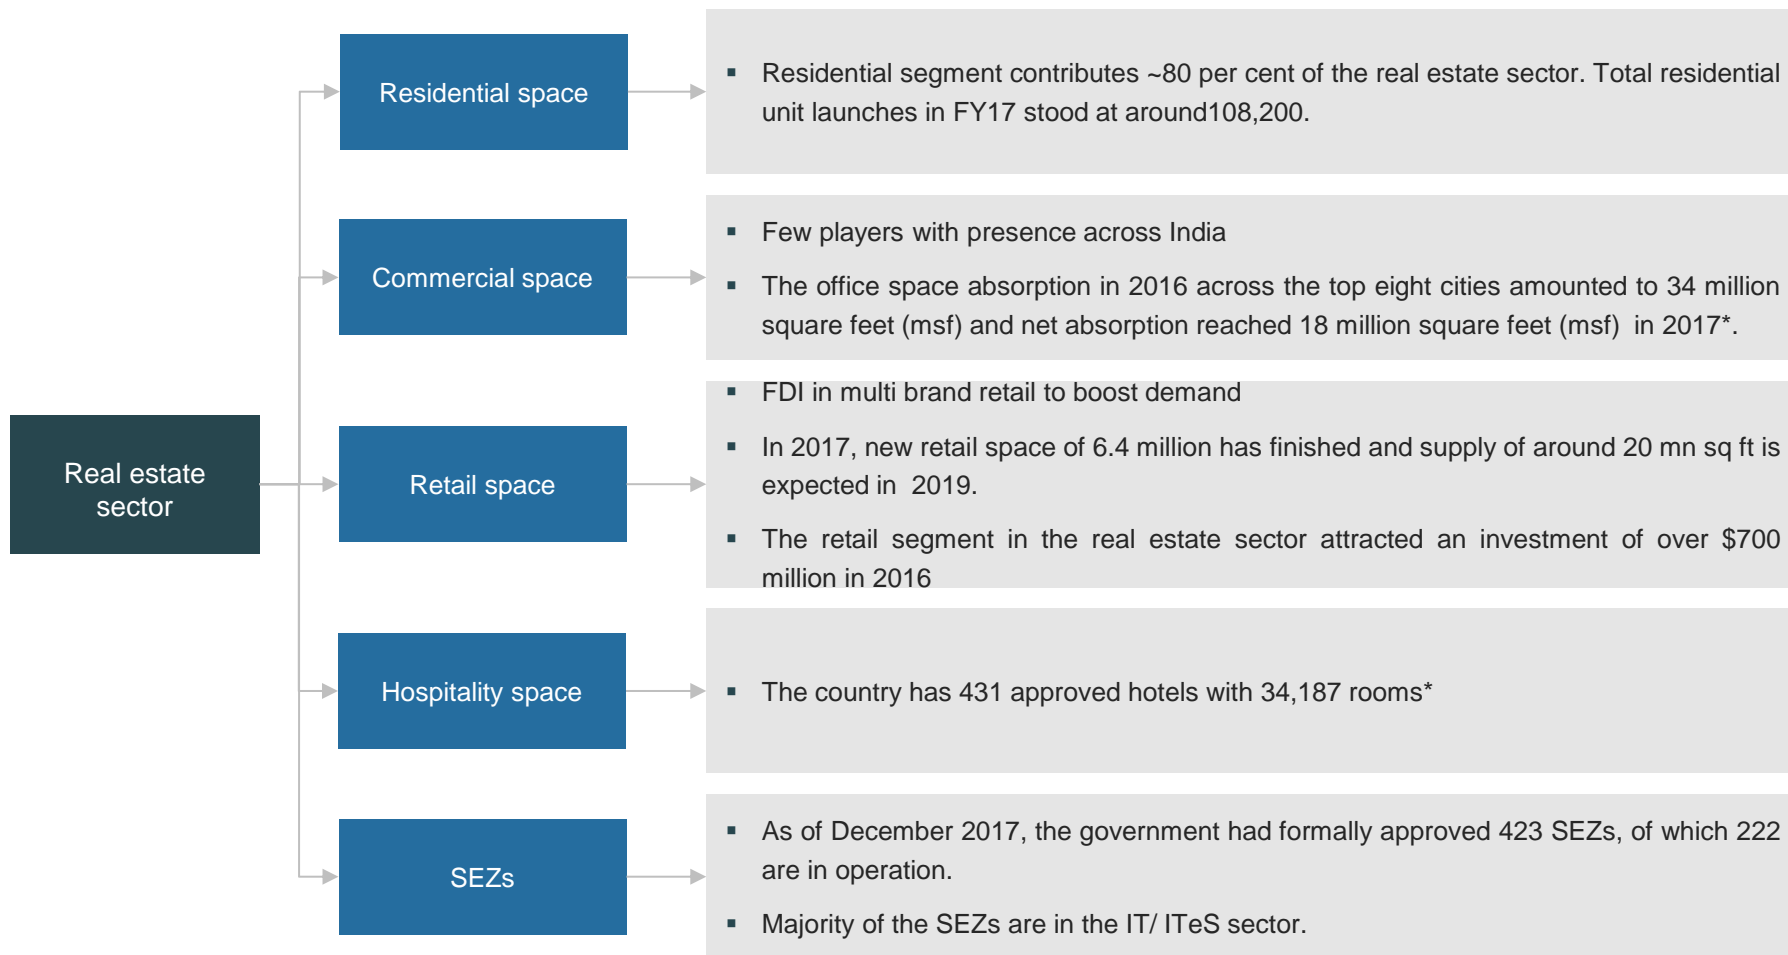 Residential space
▪ Residential segment contributes ~80 per cent of the real estate sector. Total residential
unit launches in FY17 stood at around108,200.
Commercial space
▪ Few players with presence across India
▪ The office space absorption in 2016 across the top eight cities amounted to 34 million
square feet (msf) and net absorption reached 18 million square feet (msf)  in 2017*.
Real estate
sector
Retail space
▪ FDI in multi brand retail to boost demand
▪ In 2017, new retail space of 6.4 million has finished and supply of around 20 mn sq ft is
expected in  2019.
▪ The retail segment in the real estate sector attracted an investment of over $700
million in 2016
Hospitality space
▪ The country has 431 approved hotels with 34,187 rooms*
SEZs
▪ As of December 2017, the government had formally approved 423 SEZs, of which 222
are in operation.
▪ Majority of the SEZs are in the IT/ ITeS sector.